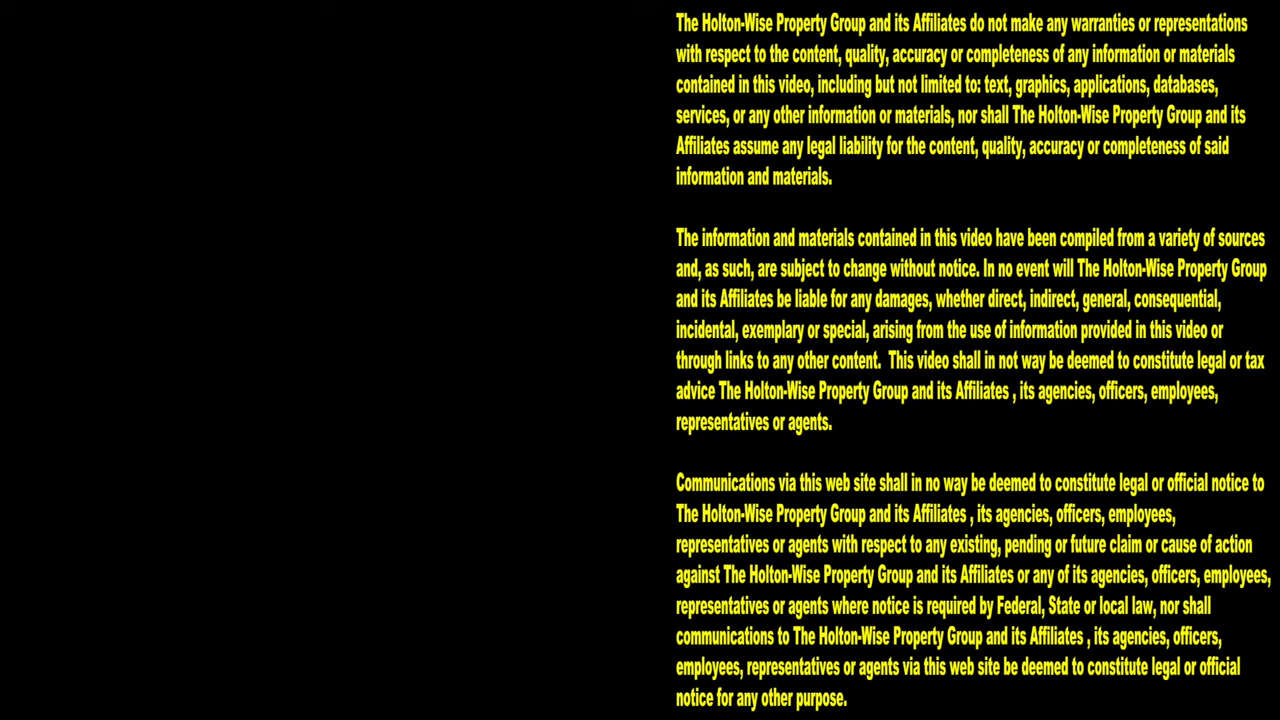 The Holton-Wise Property Group and its Affiliates do not make any warranties or representations
with respect to the content, quality, accuracy or completeness of any information or materials
contained in this video, including but not limited to: text, graphics, applications, databases,
services, or any other information or materials, nor shall The Holton-Wise Property Group and its
Affiliates assume any legal liability for the content, quality, accuracy or completeness of said
information and materials.
The information and materials contained in this video have been compiled from a variety of sources
and, as such, are subject to change without notice. In no event will The Holton-Wise Property Group
and its Affiliates be liable for any damages, whether direct, indirect, general, consequential,
incidental, exemplary or special, arising from the use of information provided in this video or
through links to any other content.  This video shall in not way be deemed to constitute legal or tax
advice The Holton-Wise Property Group and its Affiliates , its agencies, officers, employees,
representatives or agents.
Communications via this web site shall in no way be deemed to constitute legal or official notice to
The Holton-Wise Property Group and its Affiliates , its agencies, officers, employees,
representatives or agents with respect to any existing, pending or future claim or cause of action
against The Holton-Wise Property Group and its Affiliates or any of its agencies, officers, employees,
representatives or agents where notice is required by Federal, State or local law, nor shall
communications to The Holton-Wise Property Group and its Affiliates , its agencies, officers,
employees, representatives or agents via this web site be deemed to constitute legal or official
notice for any other purpose.